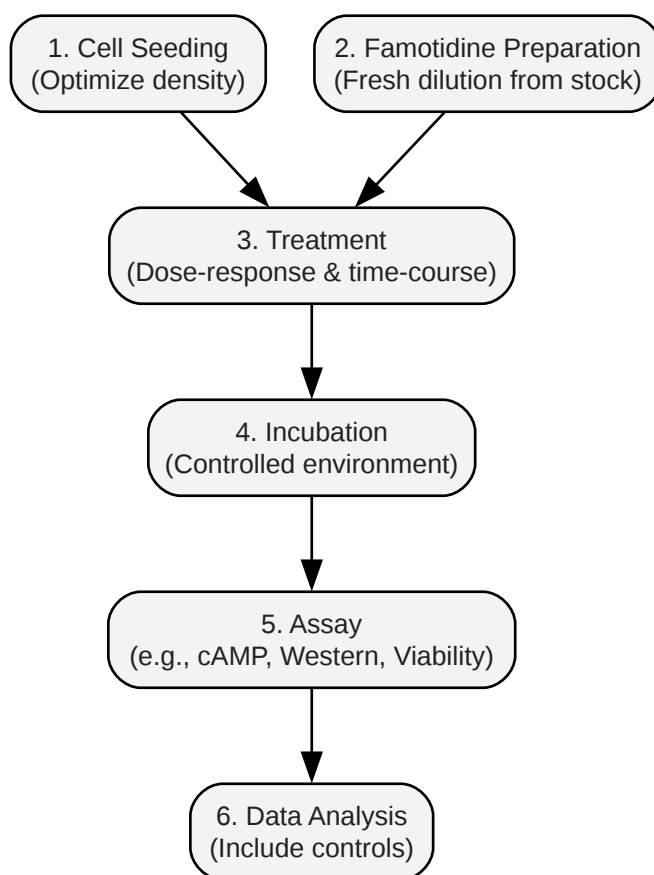 1. Cell Seeding
(Optimize density)
2. Famotidine Preparation
(Fresh dilution from stock)
3. Treatment
(Dose-response & time-course)
4. Incubation
(Controlled environment)
5. Assay
(e.g., cAMP, Western, Viability)
6. Data Analysis
(Include controls)